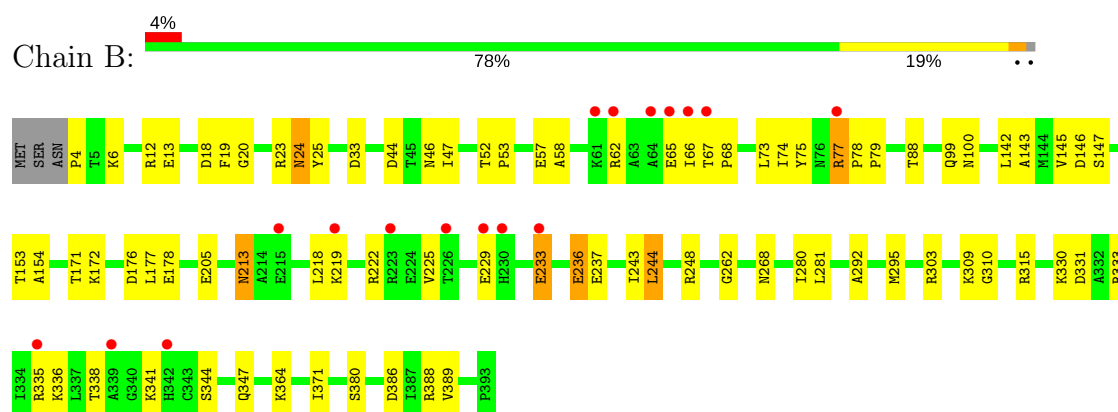 4%
Chain B:
78% 19% • •
MET SER ASN P4 T5 K6 R12 E13 D18 F19 G20 R23 N24 Y25 D33 D44 T45 N46 I47 T52 P53 E57 A58 K61 R62 A63 A64 E65 I66 T67 P68 L73 I74 Y75 N76 R77 P78 P79 T88 Q99 N100 L142 A143 M144 V145 D146 S147
T153 A154 T171 K172 D176 L177 E178 E205 N213 A214 E215 L218 K219 R222 R223 E224 V225 T226 E229 H230 E233 E236 E237 I243 L244 R248 G262 N268 I280 L281 A292 M295 R303 K309 G310 R315 K330 D331 A332
I334 R335 K336 L337 T338 A339 G340 K341 H342 C343 S344 Q347 K364 I371 S380 D386 I387 R388 V389 P393